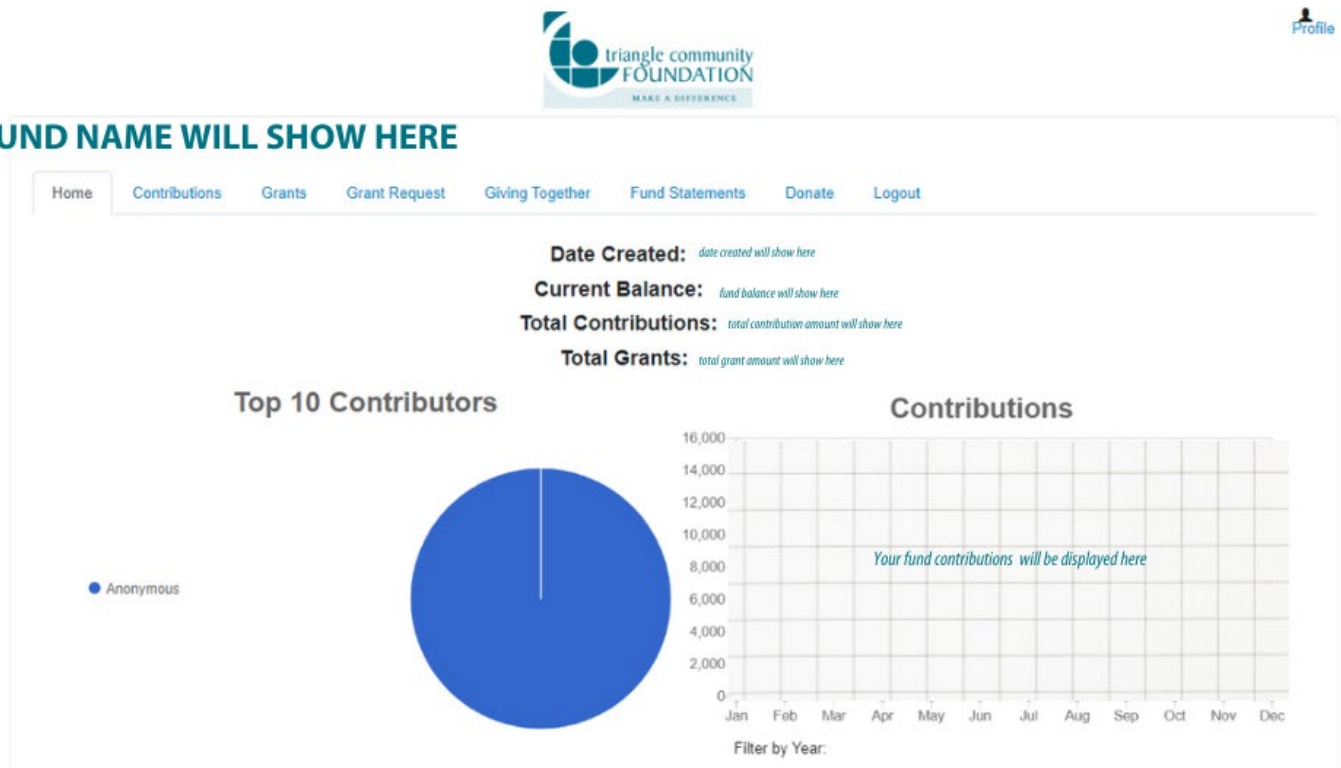 Profile
triangle community
FOUNDATION
MAKE A DIFFERENCE
UND NAME WILL SHOW HERE
Home Contributions Grants Grant Request Giving Together Fund Statements Donate Logout
Date Created: date created will show here
Current Balance: fund balance will show here
Total Contributions: total contribution amount will show here
Total Grants: total grant amount will show here
Top 10 Contributors
Anonymous
Contributions
16,000
14,000
12,000
10,000
8,000
6,000
4,000
2,000
0
Your fund contributions will be displayed here
Jan Feb Mar Apr May Jun Jul Aug Sep Oct Nov Dec
Filter by Year: